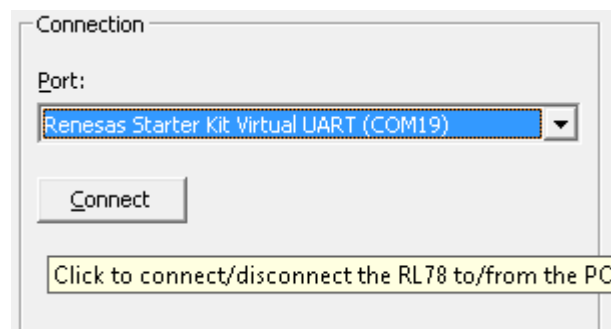 Connection
Port:
Renesas Starter Kit Virtual UART (COM19)
Connect
Click to connect/disconnect the RL78 to/from the PC